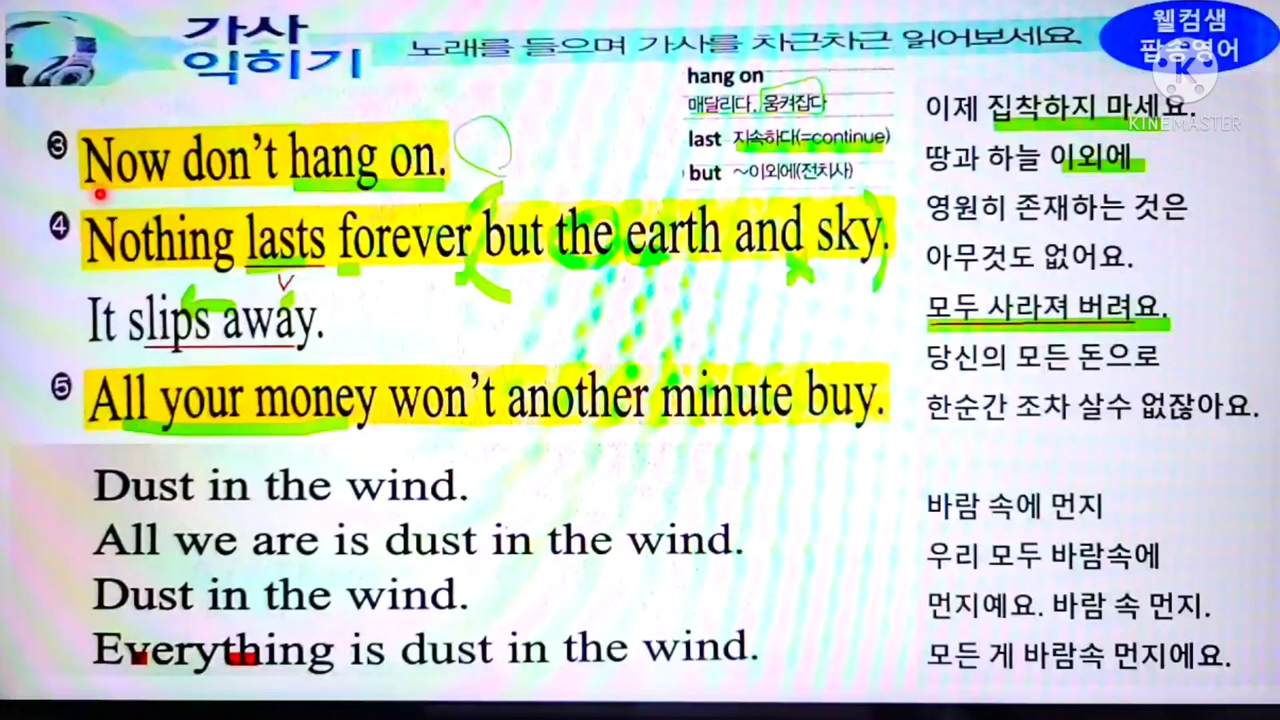 가사
익히기
노래를 들으며 가사를 차근차근 읽어보세요.
웰컴샘
팝송영어
K
KINEMASTER
hang on
매달리다, 움켜잡다
last 지속하다(=continue)
but ~이외에(전치사)
③ Now don't hang on.
④ Nothing lasts forever but the earth and sky.
It slips away.
⑤ All your money won't another minute buy.
Dust in the wind.
All we are is dust in the wind.
Dust in the wind.
Everything is dust in the wind.
이제 집착하지 마세요.
땅과 하늘 이외에
영원히 존재하는 것은
아무것도 없어요.
모두 사라져 버려요.
당신의 모든 돈으로
한순간 조차 살수 없잖아요.
바람 속에 먼지
우리 모두 바람속에
먼지예요. 바람 속 먼지.
모든 게 바람속 먼지에요.